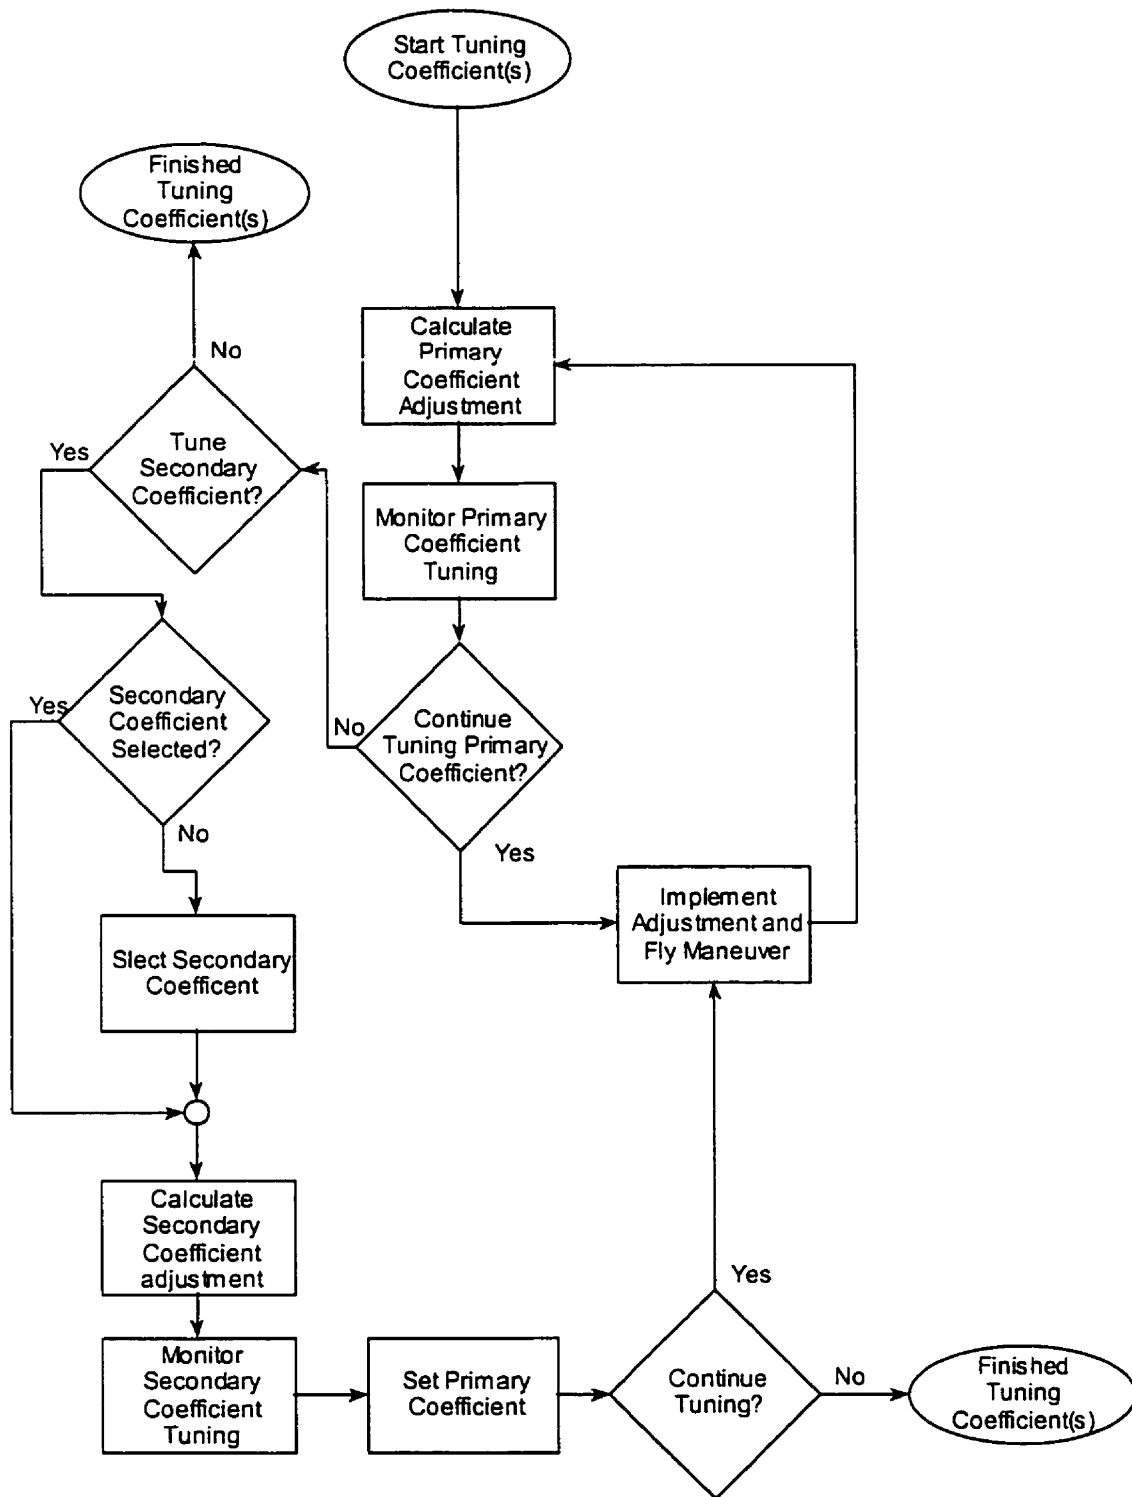 Start Tuning
Coefficient(s)
Finished
Tuning
Coefficient(s)
Calculate
Primary
Coefficient
Adjustment
No
Yes
Tune
Secondary
Coefficient?
Monitor Primary
Coefficient
Tuning
Yes
Secondary
Coefficient
Selected?
No
Continue
Tuning Primary
Coefficient?
No
Yes
Implement
Adjustment and
Fly Maneuver
Slect Secondary
Coefficent
Calculate
Secondary
Coefficient
adjustment
Yes
Monitor
Secondary
Coefficient
Tuning
Set Primary
Coefficient
Continue
Tuning?
No
Finished
Tuning
Coefficient(s)